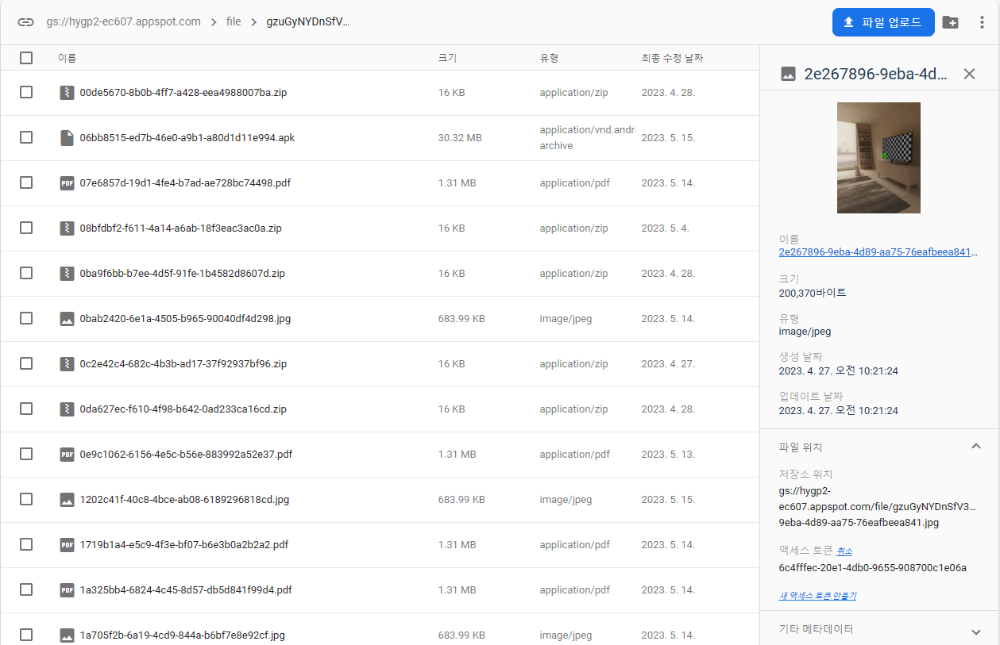 gs://hygp2-ec607.appspot.com > file > gzuGyNYDnSfV…
파일 업로드
이름 크기 유형 최종 수정 날짜
00de5670-8b0b-4ff7-a428-eea4988007ba.zip 16 KB application/zip 2023. 4. 28.
06bb8515-ed7b-46e0-a9b1-a80d1d11e994.apk 30.32 MB application/vnd.andr archive 2023. 5. 15.
07e6857d-19d1-4fe4-b7ad-ae728bc74498.pdf 1.31 MB application/pdf 2023. 5. 14.
08bfdbf2-f611-4a14-a6ab-18f3eac3ac0a.zip 16 KB application/zip 2023. 5. 4.
0ba9f6bb-b7ee-4d5f-91fe-1b4582d8607d.zip 16 KB application/zip 2023. 4. 28.
0bab2420-6e1a-4505-b965-90040df4d298.jpg 683.99 KB image/jpeg 2023. 5. 14.
0c2e42c4-682c-4b3b-ad17-37f92937bf96.zip 16 KB application/zip 2023. 4. 27.
0da627ec-f610-4f98-b642-0ad233ca16cd.zip 16 KB application/zip 2023. 4. 28.
0e9c1062-6156-4e5c-b56e-883992a52e37.pdf 1.31 MB application/pdf 2023. 5. 13.
1202c41f-40c8-4bce-ab08-6189296818cd.jpg 683.99 KB image/jpeg 2023. 5. 15.
1719b1a4-e5c9-4f3e-bf07-b6e3b0a2b2a2.pdf 1.31 MB application/pdf 2023. 5. 14.
1a325bb4-6824-4c45-8d57-db5d841f99d4.pdf 1.31 MB application/pdf 2023. 5. 14.
1a705f2b-6a19-4cd9-844a-b6bf7e8e92cf.jpg 683.99 KB image/jpeg 2023. 5. 14.
2e267896-9eba-4d…
이름
2e267896-9eba-4d89-aa75-76eafbeea841…
크기
200,370바이트
유형
image/jpeg
생성 날짜
2023. 4. 27. 오전 10:21:24
업데이트 날짜
2023. 4. 27. 오전 10:21:24
파일 위치
저장소 위치
gs://hygp2-
ec607.appspot.com/file/gzuGyNYDnSfV3…
9eba-4d89-aa75-76eafbeea841.jpg
액세스 토큰 취소
6c4fffec-20e1-4db0-9655-908700c1e06a
새 액세스 토큰 만들기
기타 메타데이터